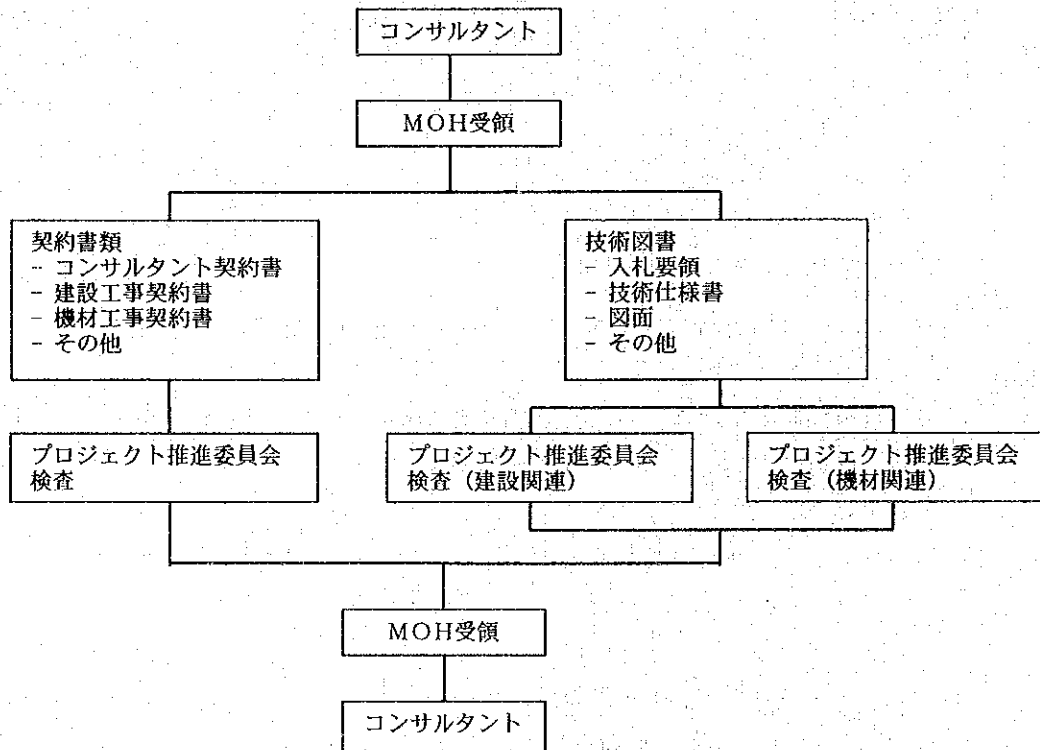 コンサルタント
MOH受領
契約書類
- コンサルタント契約書
- 建設工事契約書
- 機材工事契約書
- その他
技術図書
- 入札要領
- 技術仕様書
- 図面
- その他
プロジェクト推進委員会
検査
プロジェクト推進委員会
検査（建設関連）
プロジェクト推進委員会
検査（機材関連）
MOH受領
コンサルタント